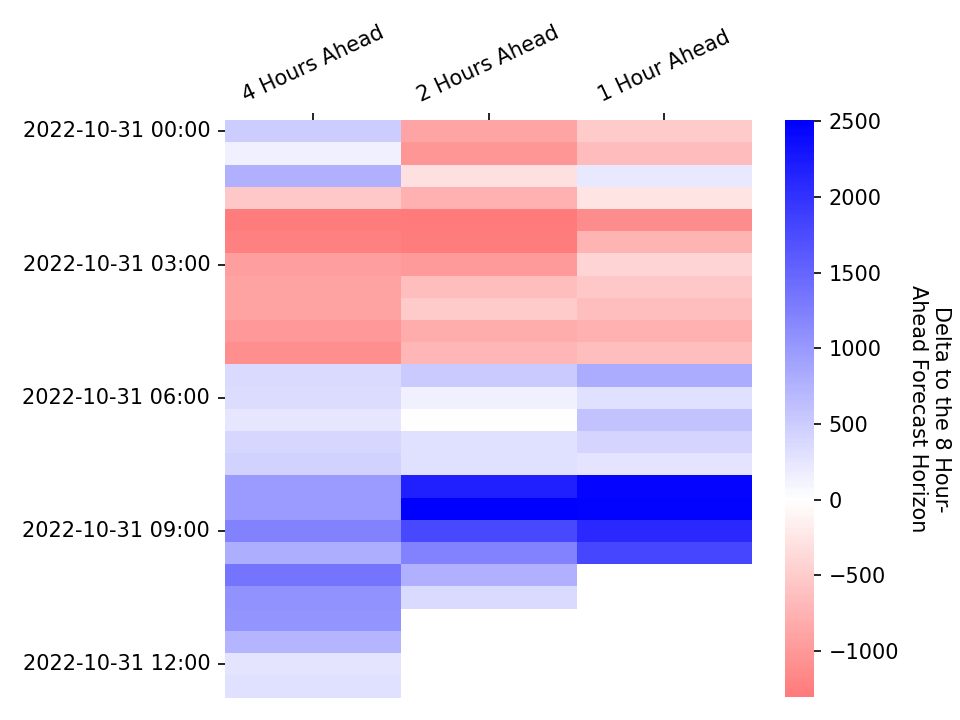 4 Hours Ahead
2 Hours Ahead
1 Hour Ahead
2022-10-31 00:00
2022-10-31 03:00
2022-10-31 06:00
2022-10-31 09:00
2022-10-31 12:00
2500
2000
1500
1000
500
0
−500
−1000
Delta to the 8 Hour-
Ahead Forecast Horizon